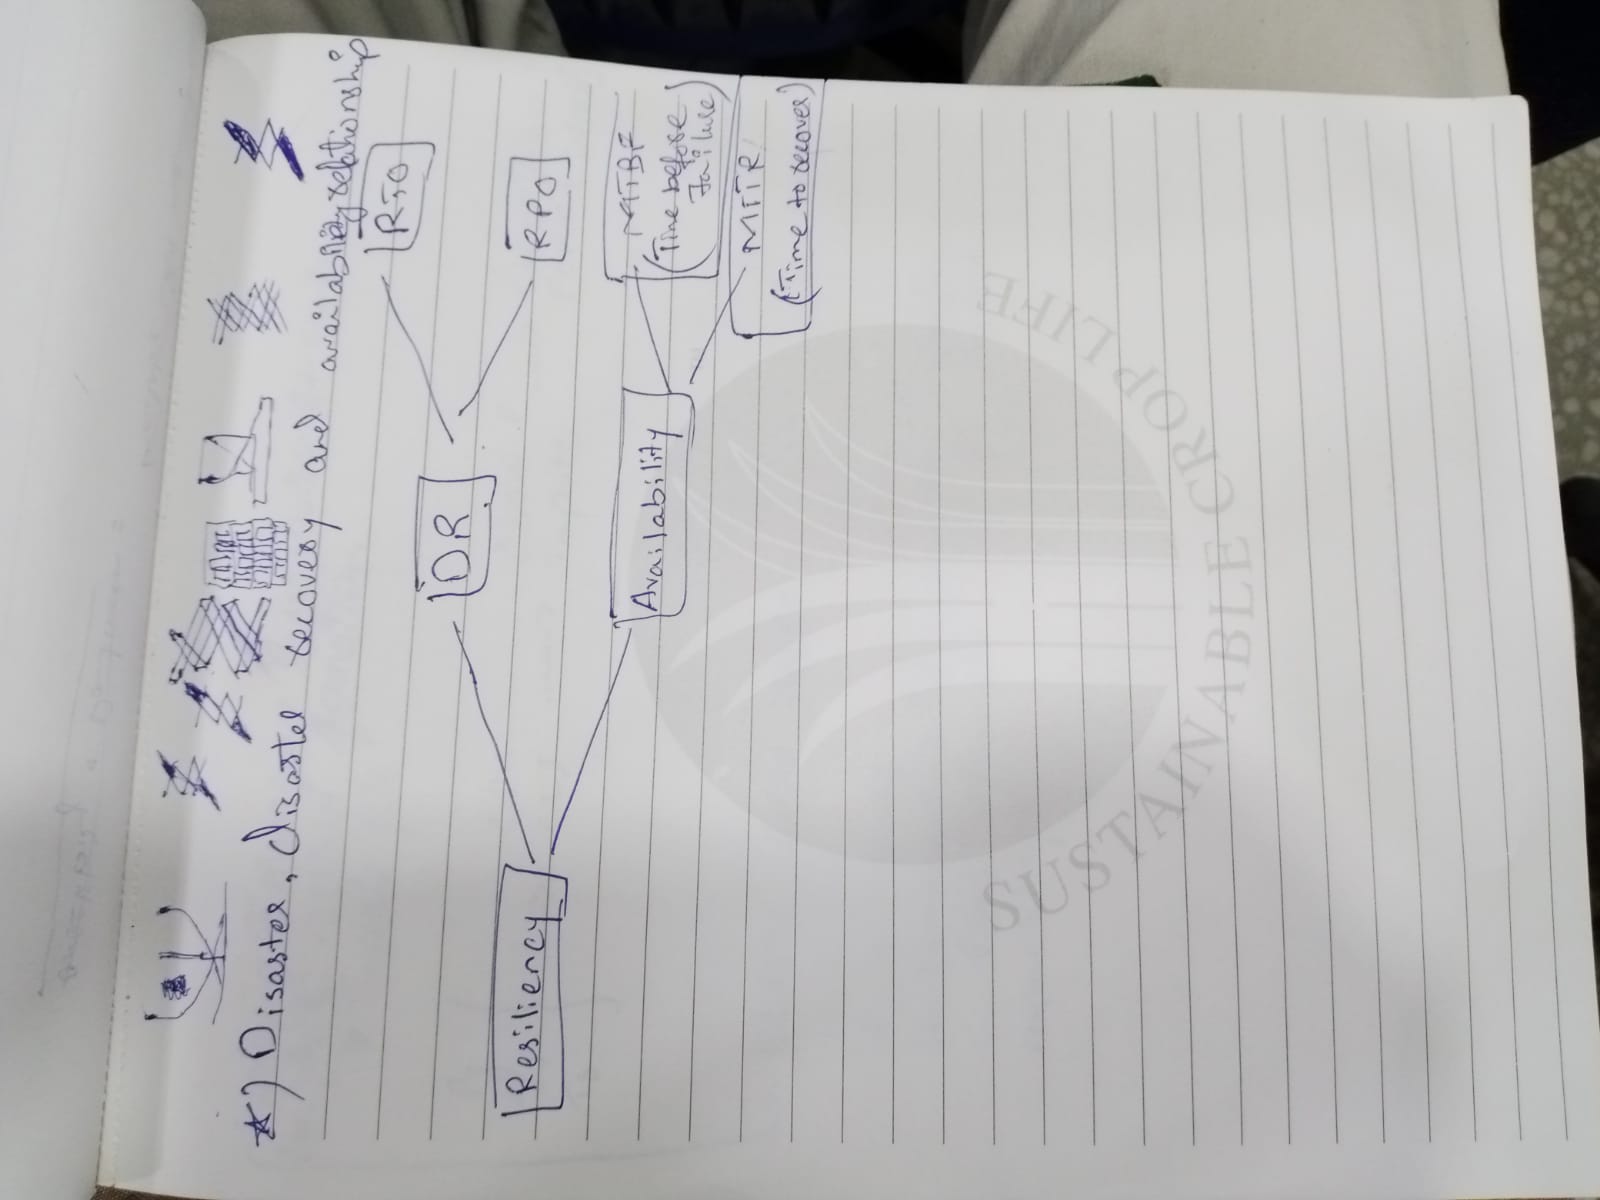 *) Disaster, disaster recovery and availability relationship
RTO
DR
RPO
Resiliency
MTBF
(Time before
Failure)
Availability
MTTR
(Time to recover)
SUSTAINABLE CROP LIFE